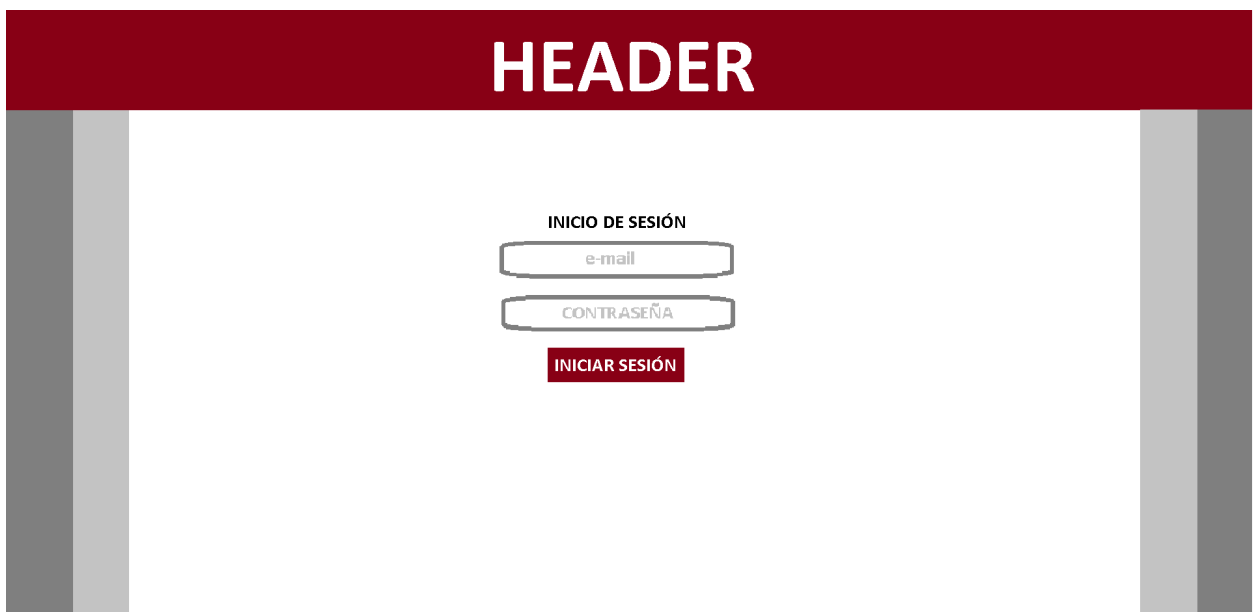 HEADER
INICIO DE SESIÓN
e-mail
CONTRASEÑA
INICIAR SESIÓN